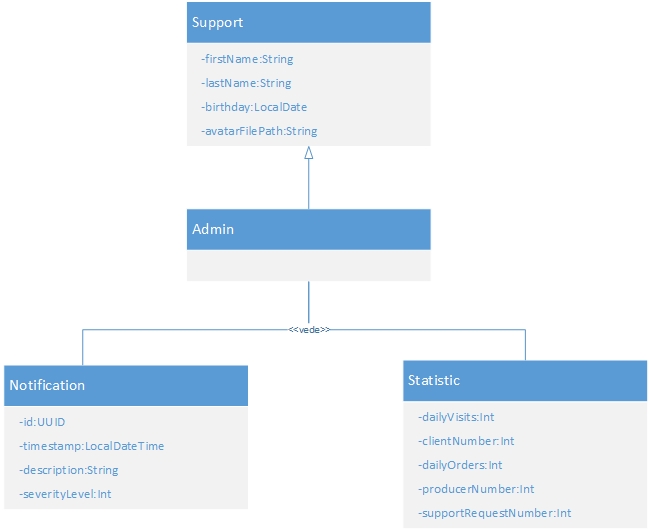 Support
-firstName:String
-lastName:String
-birthday:LocalDate
-avatarFilePath:String
Admin
<<vede>>
Notification
-id:UUID
-timestamp:LocalDateTime
-description:String
-severityLevel:Int
Statistic
-dailyVisits:Int
-clientNumber:Int
-dailyOrders:Int
-producerNumber:Int
-supportRequestNumber:Int